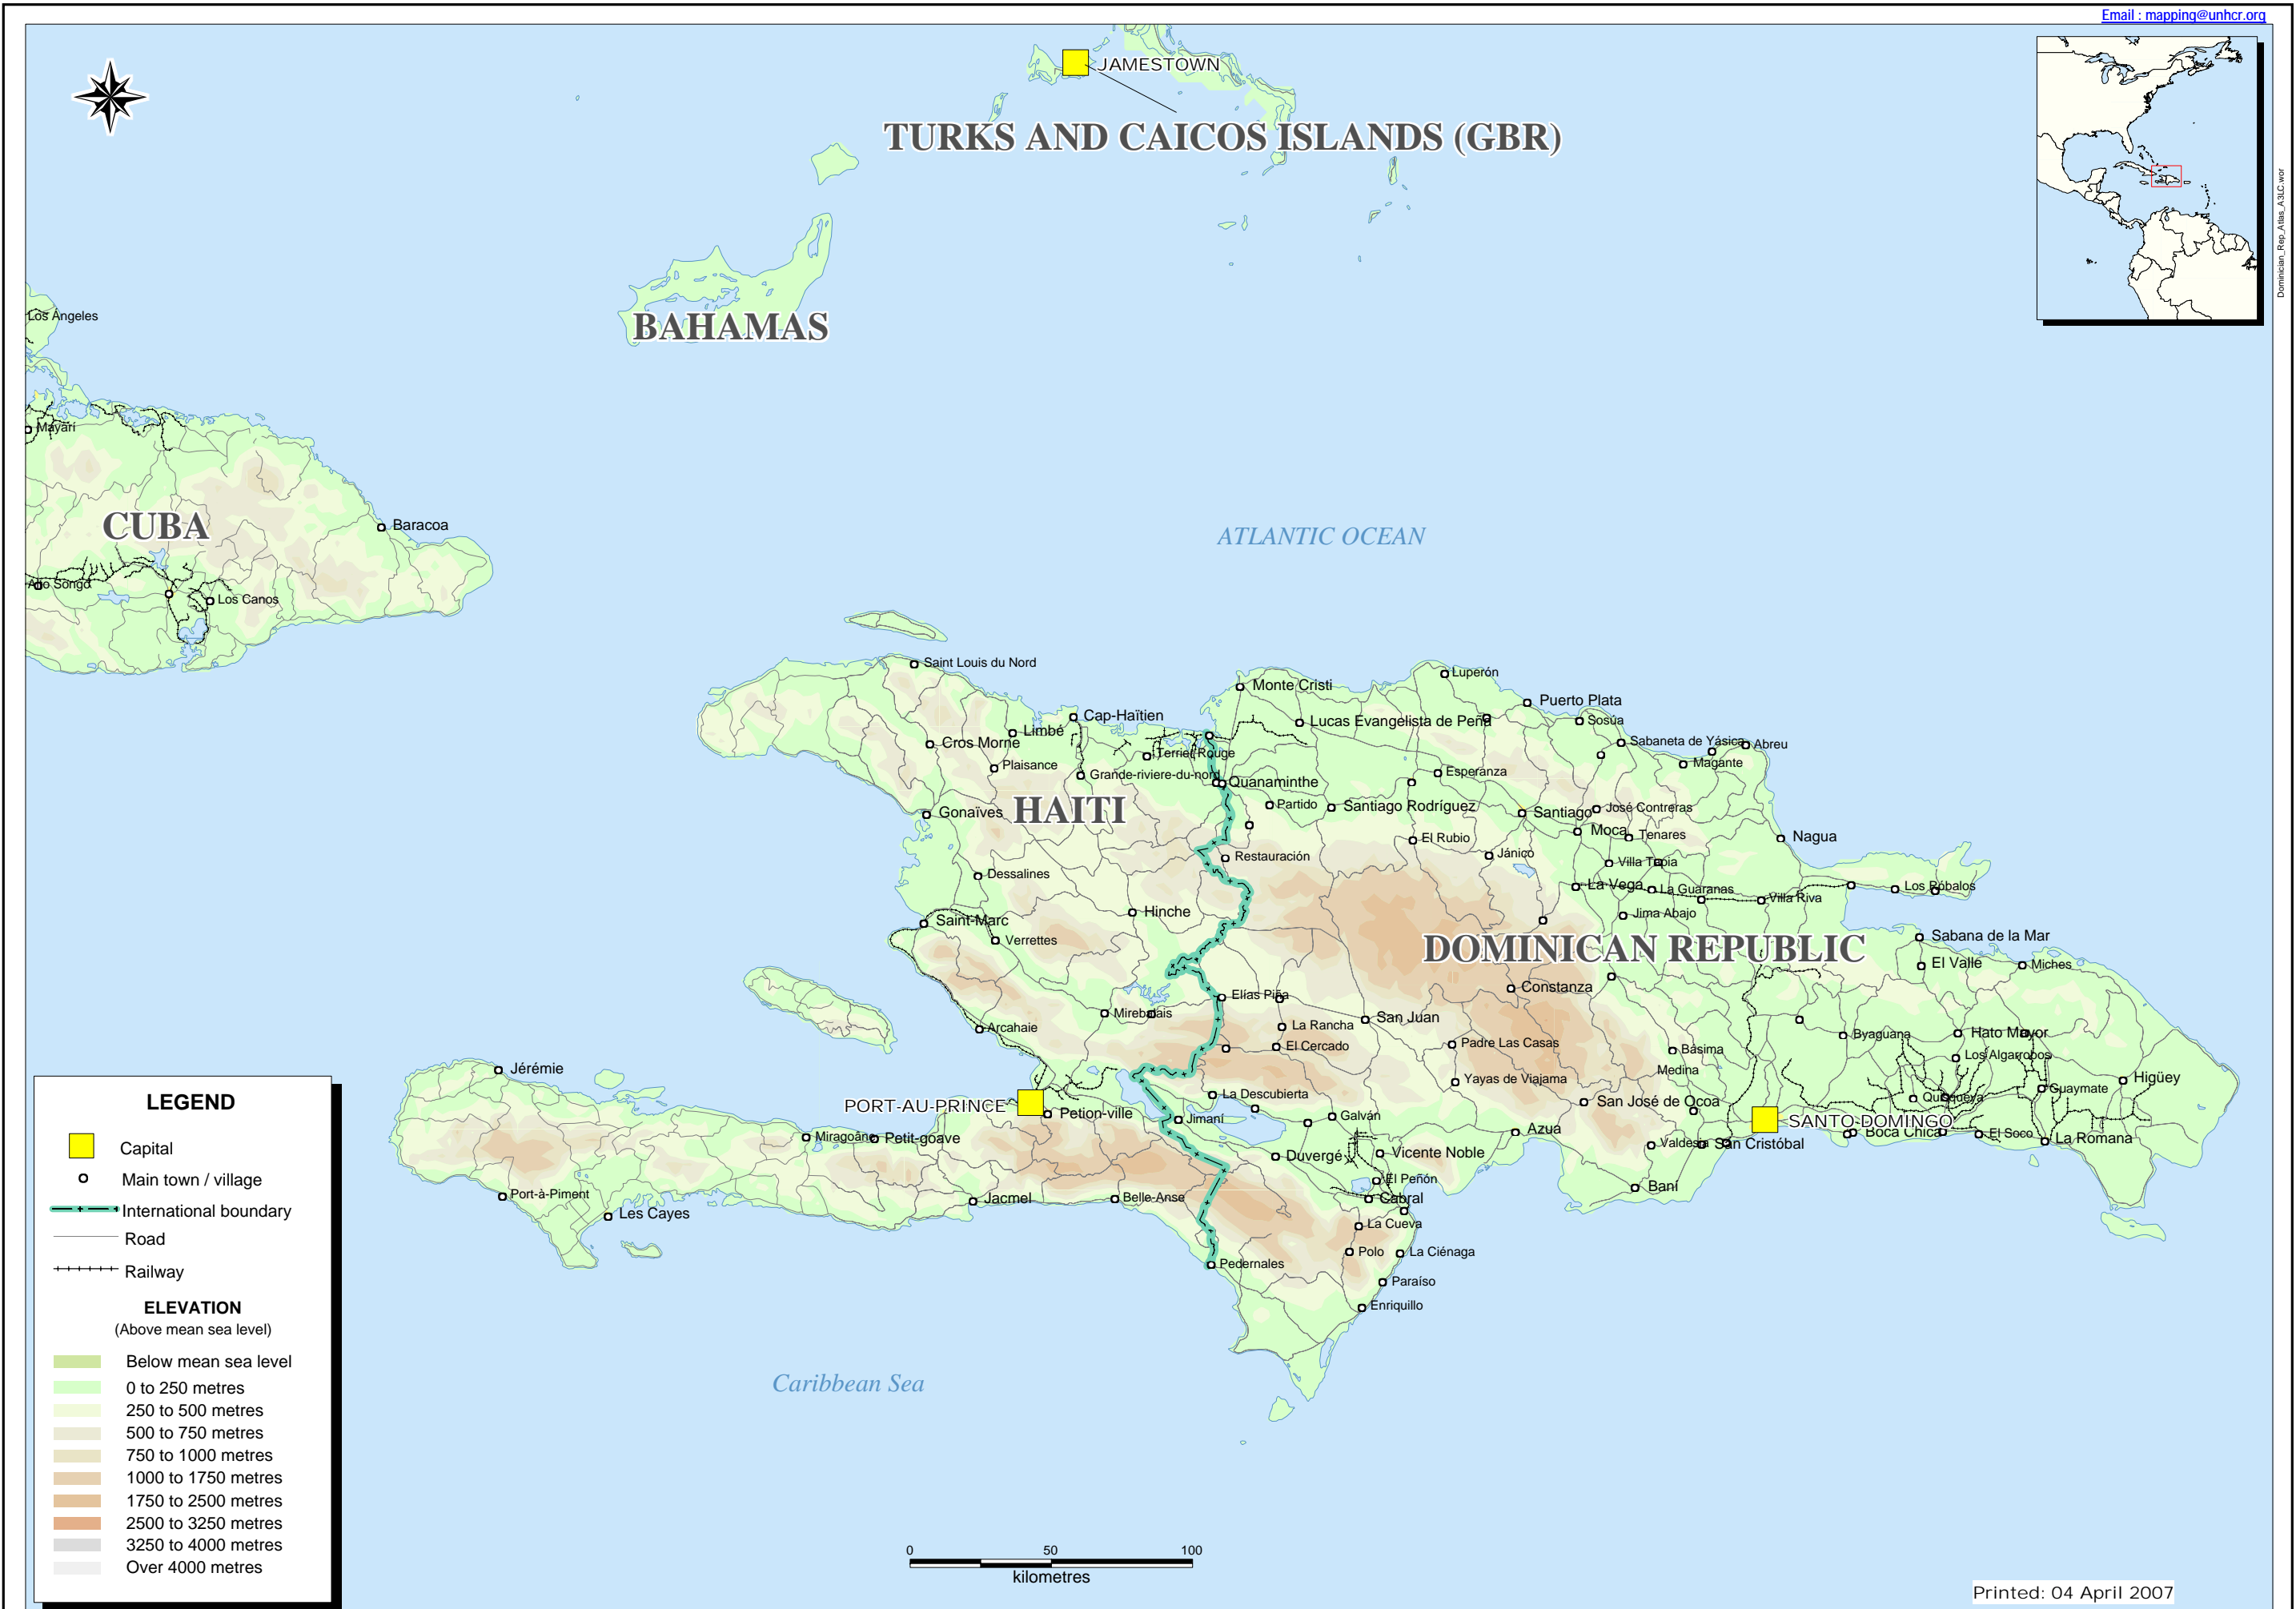 Email : mapping@unhcr.org
Dominician_Rep_Atlas_A3LC.wor
JAMESTOWN
TURKS AND CAICOS ISLANDS (GBR)
BAHAMAS
Los Angeles
Mayarí
CUBA
Baracoa
Alto Songo
Los Canos
ATLANTIC OCEAN
Saint Louis du Nord
Luperón
Monte Cristi
Puerto Plata
Cap-Haïtien
Lucas Evangelista de Peña
Sosúa
Limbé
Cros Morne
Sabaneta de Yásica
Abreu
Terrier Rouge
Magante
Plaisance
Grande-riviere-du-nord
Esperanza
Quanaminthe
Partido
Santiago Rodríguez
José Contreras
HAITI
Gonaïves
Santiago
Moca
Tenares
Nagua
El Rubio
Restauración
Jánico
Villa Tapia
Dessalines
La Vega
La Guaranas
Los Róbalos
Villa Riva
Hinche
Jima Abajo
Saint-Marc
Verrettes
DOMINICAN REPUBLIC
Sabana de la Mar
El Valle
Miches
Constanza
Elías Piña
Mirebalais
San Juan
Arcahaie
La Rancha
Byaguana
Hato Mayor
El Cercado
Padre Las Casas
Básima
Los Algarrobos
Jérémie
Medina
Yayas de Viajama
Higüey
Guaymate
La Descubierta
Quisqueya
PORT-AU-PRINCE
Petion-ville
San José de Ocoa
Galván
Jimaní
SANTO DOMINGO
Azua
Boca Chica
El Soco
Miragoâne
Petit-goave
La Romana
Valdesia
San Cristóbal
Duvergé
Vicente Noble
El Peñón
Baní
Port-à-Piment
Jacmel
Belle-Anse
Cabral
Les Cayes
La Cueva
Polo
La Ciénaga
Pedernales
Paraíso
Enriquillo
Caribbean Sea
LEGEND
Capital
Main town / village
International boundary
Road
Railway
ELEVATION
(Above mean sea level)
Below mean sea level
0 to 250 metres
250 to 500 metres
500 to 750 metres
750 to 1000 metres
1000 to 1750 metres
1750 to 2500 metres
2500 to 3250 metres
3250 to 4000 metres
Over 4000 metres
0 50 100
kilometres
Printed: 04 April 2007